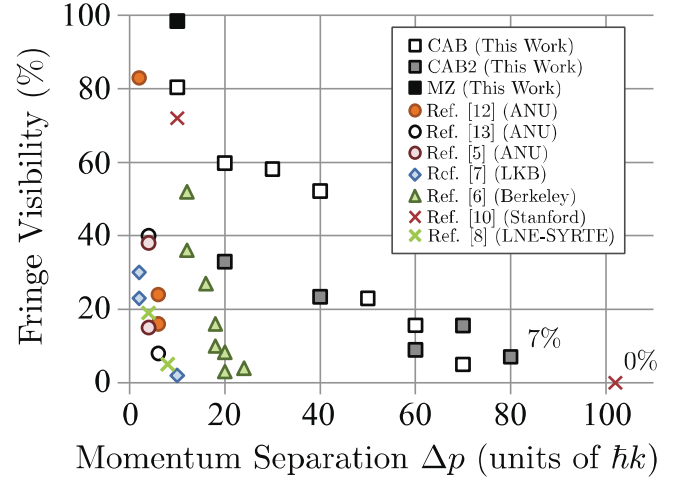 Fringe Visibility (%)
100
80
60
40
20
0
CAB (This Work)
CAB2 (This Work)
MZ (This Work)
Ref. [12] (ANU)
Ref. [13] (ANU)
Ref. [5] (ANU)
Ref. [7] (LKB)
Ref. [6] (Berkeley)
Ref. [10] (Stanford)
Ref. [8] (LNE-SYRTE)
7%
0%
0 20 40 60 80 100
Momentum Separation Δp (units of ħk)